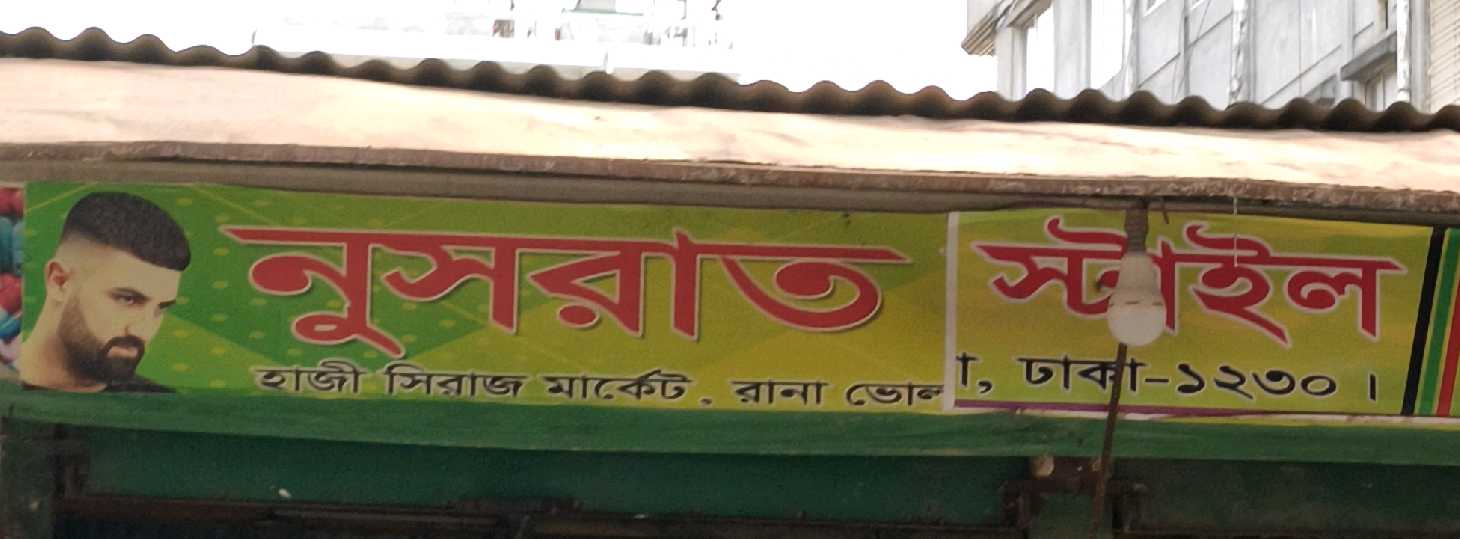 নুসরাত স্টাইল
হাজী সিরাজ মার্কেট, রানা ভোলা, ঢাকা-১২৩০।